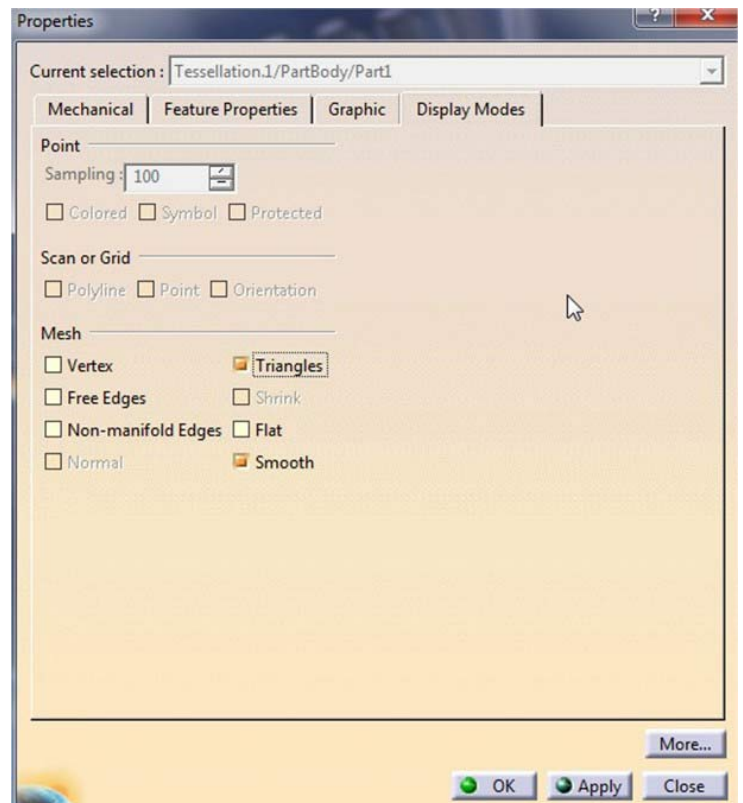 Properties
?
X
Current selection : Tessellation.1/PartBody/Part1
Mechanical Feature Properties Graphic Display Modes
Point
Sampling : 100
Colored Symbol Protected
Scan or Grid
Polyline Point Orientation
Mesh
Vertex Triangles
Free Edges Shrink
Non-manifold Edges Flat
Normal Smooth
More...
OK Apply Close